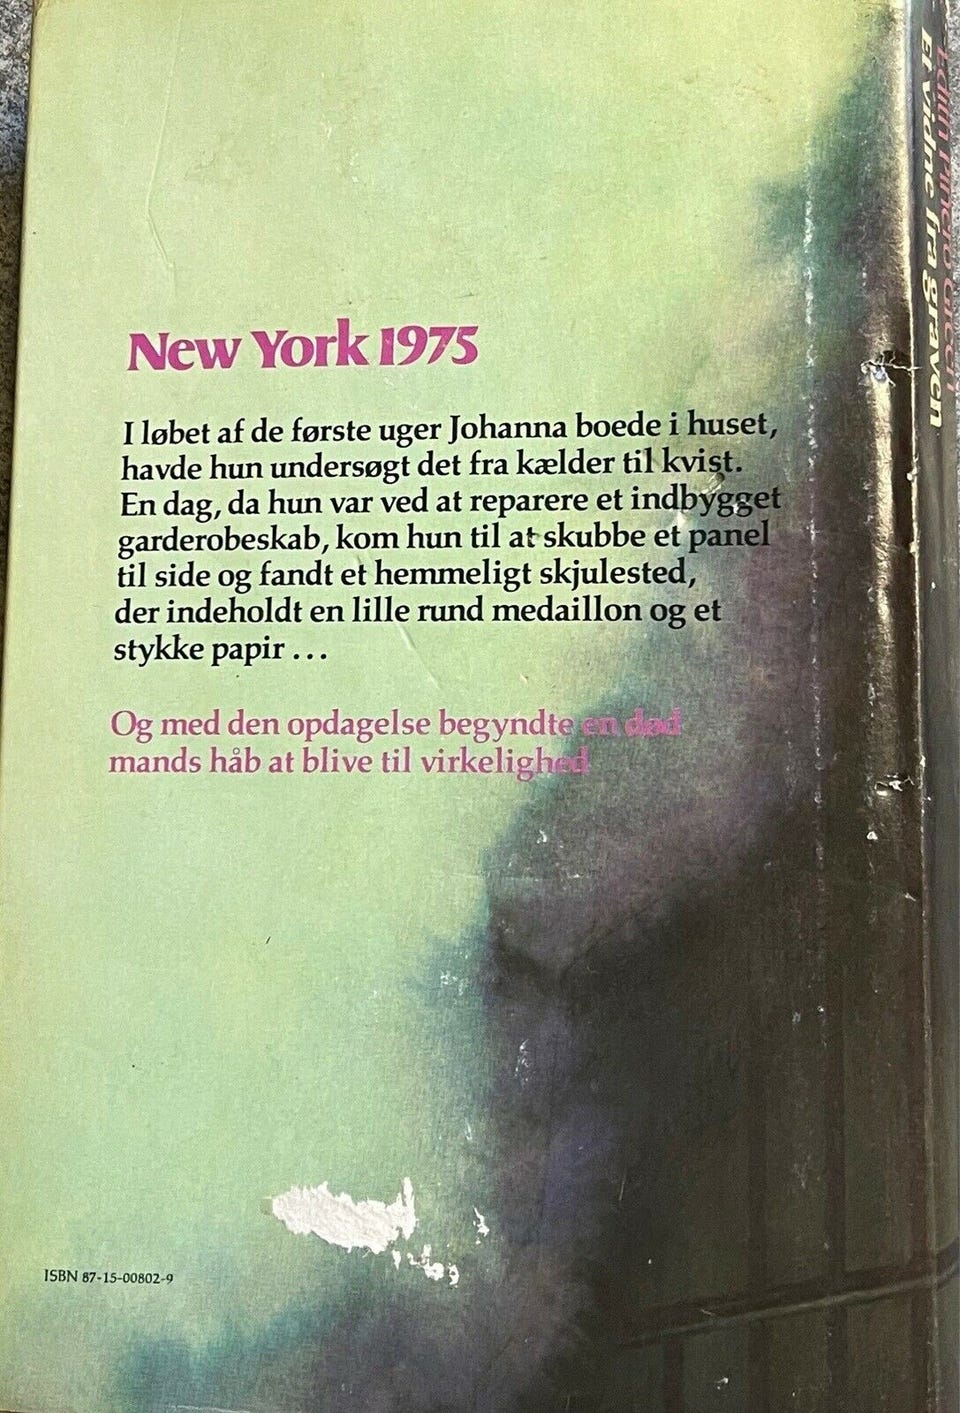 New York 1975
I løbet af de første uger Johanna boede i huset,
havde hun undersøgt det fra kælder til kvist.
En dag, da hun var ved at reparere et indbygget
garderobeskab, kom hun til at skubbe et panel
til side og fandt et hemmeligt skjulested,
der indeholdt en lille rund medaillon og et
stykke papir ...
Og med den opdagelse begyndte en død
mands håb at blive til virkelighed
ISBN 87-15-00802-9
Edith Piñero Green
Et vidne fra graven